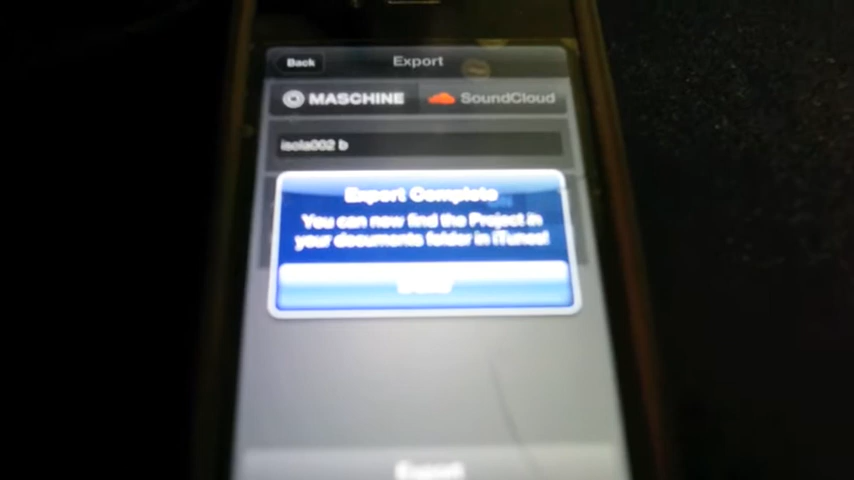 Back
Export
MASCHINE
SoundCloud
isola002 b
Export Complete
You can now find the Project in
your documents folder in iTunes!
Export